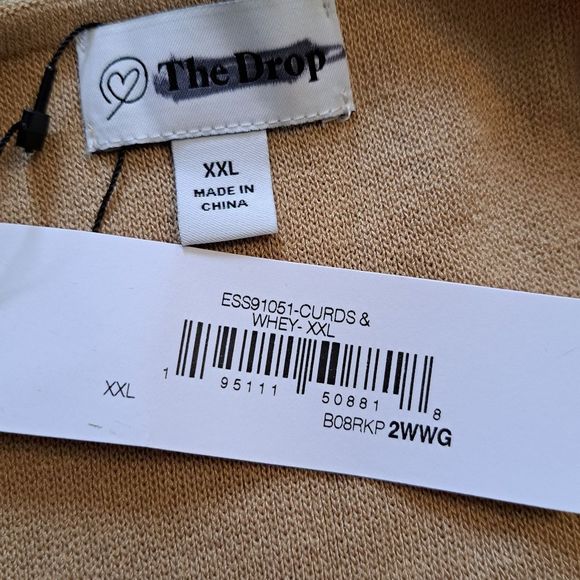 The Drop
XXL
MADE IN
CHINA
ESS91051-CURDS &
WHEY- XXL
XXL
1 95111 50881 8
B08RKP 2WWG